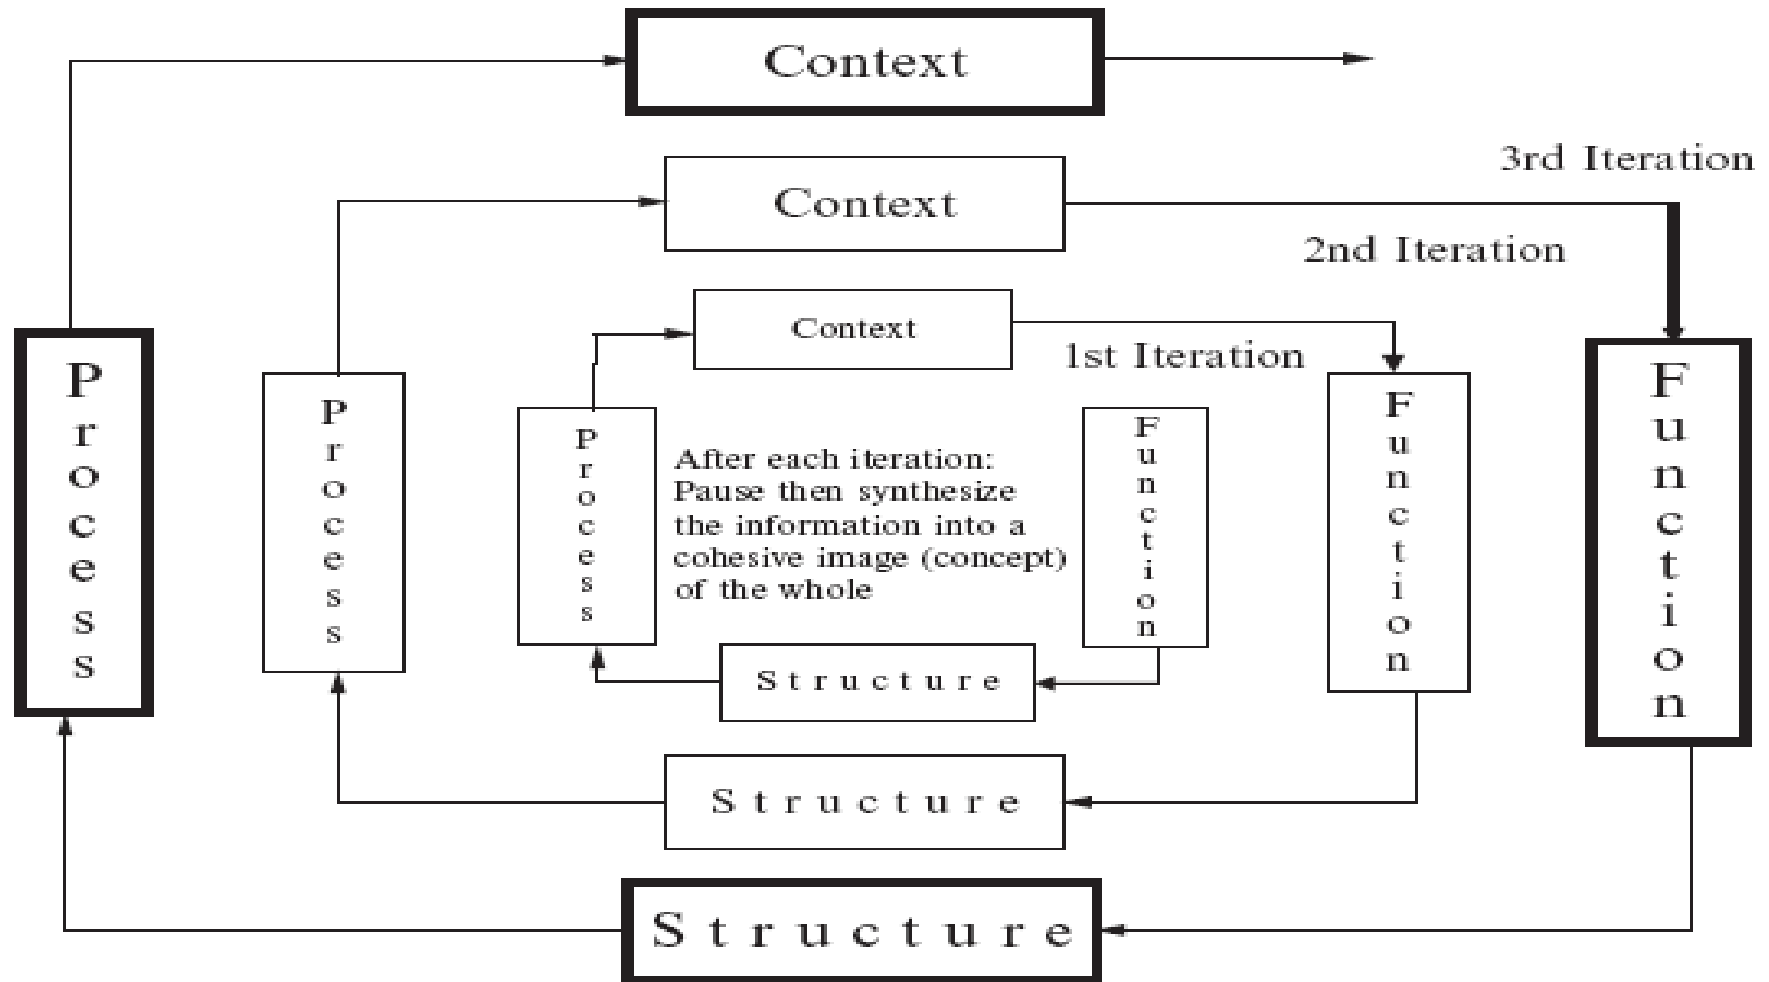 Context
3rd Iteration
Context
2nd Iteration
Context
1st Iteration
Process
Process
Process
After each iteration:
Pause then synthesize
the information into a
cohesive image (concept)
of the whole
Function
Function
Function
Structure
Structure
Structure